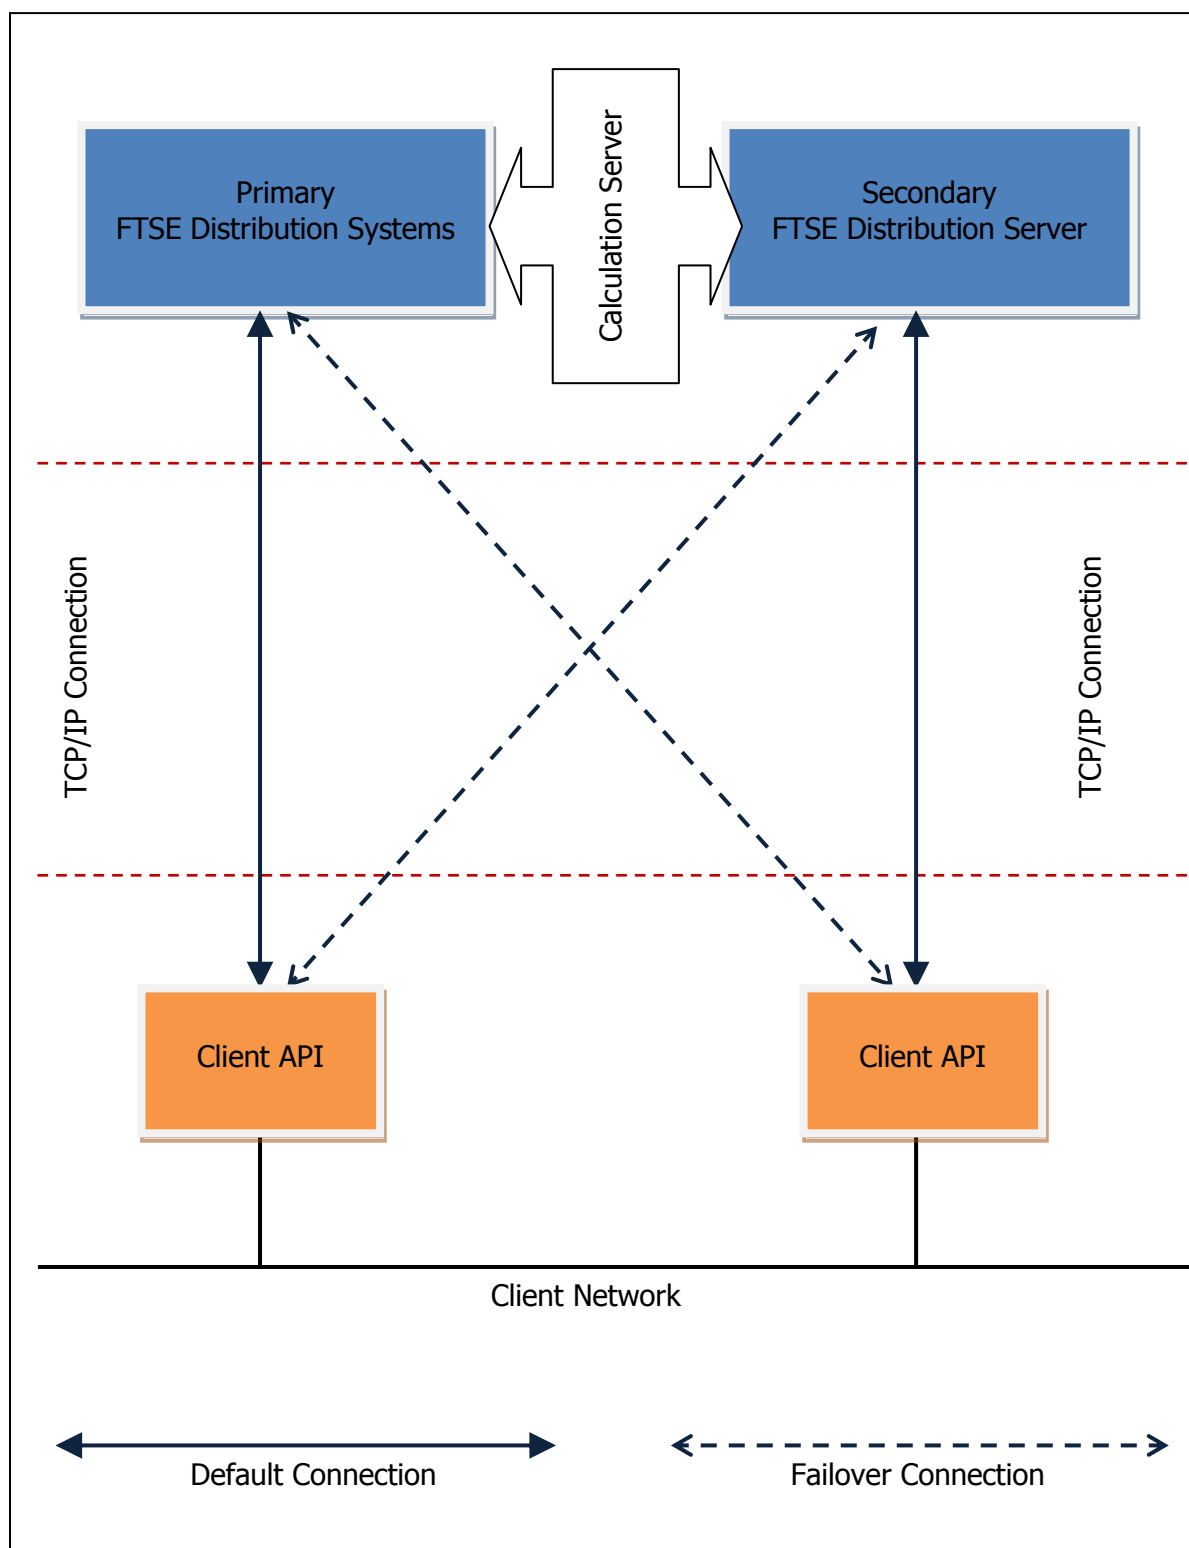 Primary
FTSE Distribution Systems
Calculation Server
Secondary
FTSE Distribution Server
TCP/IP Connection
TCP/IP Connection
Client API
Client API
Client Network
Default Connection
Failover Connection